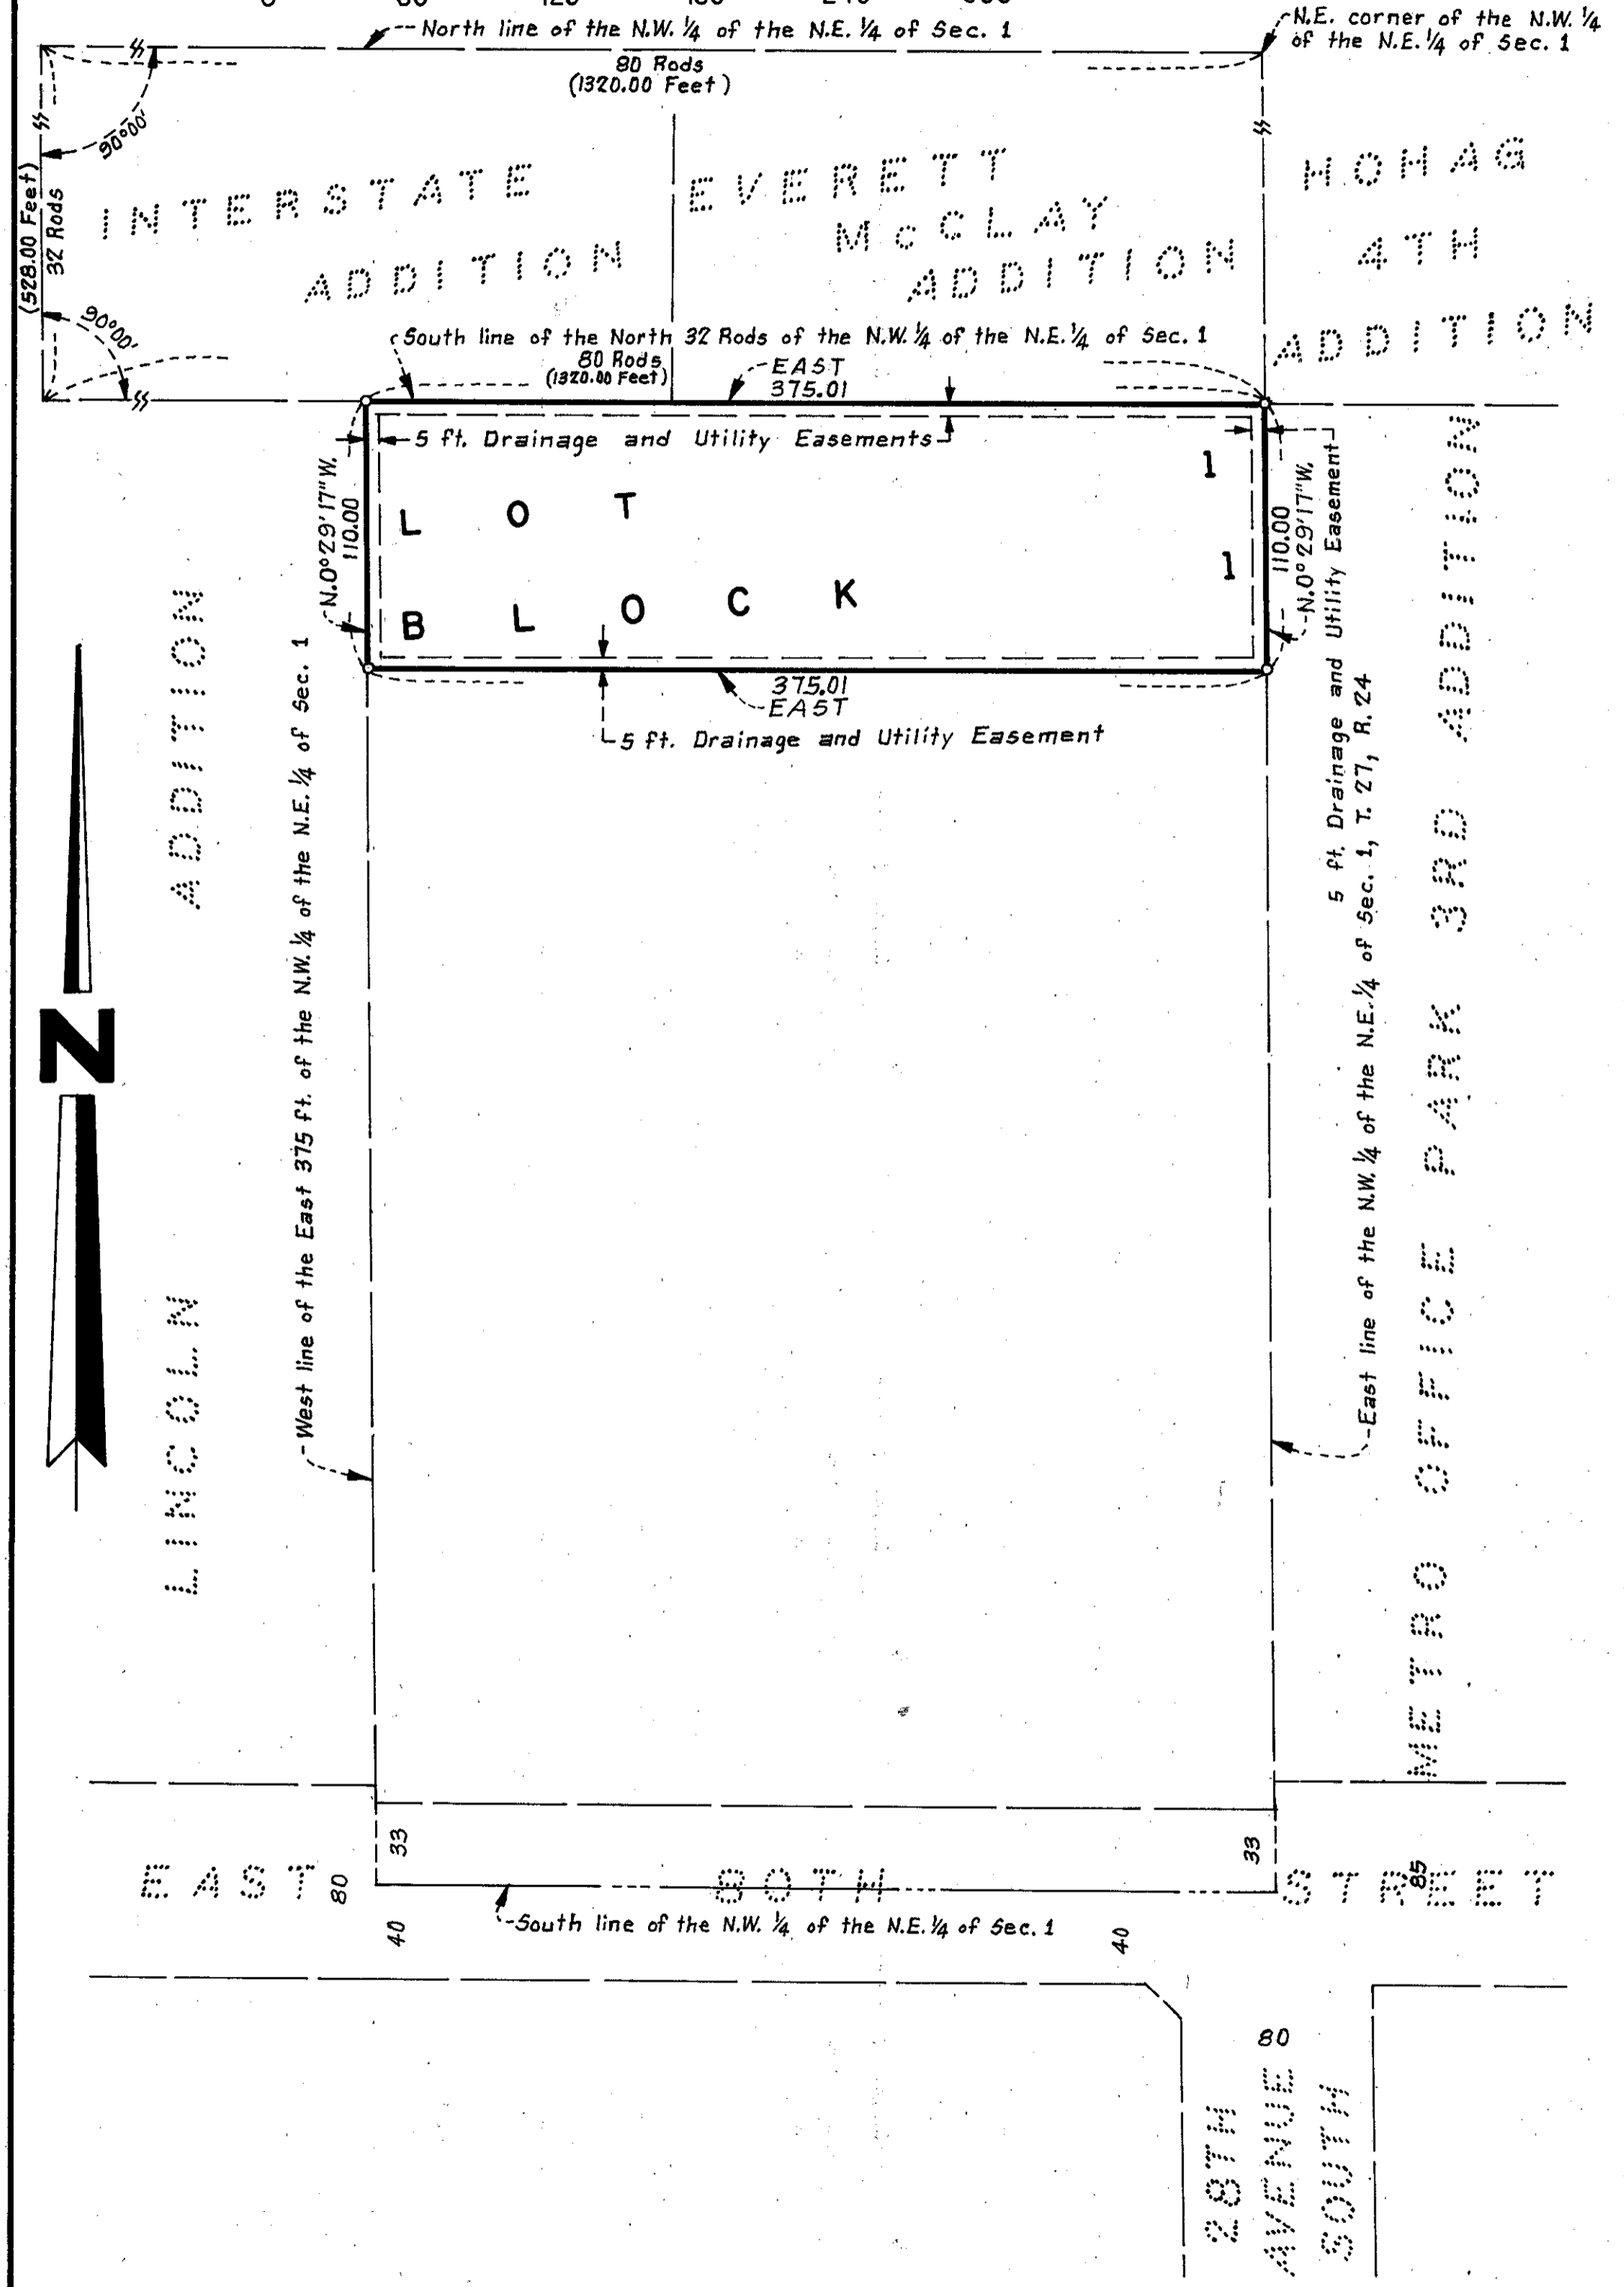 North line of the N.W. ¼ of the N.E. ¼ of Sec. 1
N.E. corner of the N.W. ¼
of the N.E. ¼ of Sec. 1
80 Rods
(1320.00 Feet)
90°00'
(528.00 Feet)
32 Rods
90°00'
INTERSTATE
ADDITION
EVERETT
McCLAY
ADDITION
HOHAG
4TH
ADDITION
South line of the North 32 Rods of the N.W. ¼ of the N.E. ¼ of Sec. 1
80 Rods
(1320.00 Feet)
EAST
375.01
5 ft. Drainage and Utility Easements
N.0°29'17"W.
110.00
LOT 1
BLOCK 1
110.00
N.0°29'17"W.
5 ft. Drainage and Utility Easement
375.01
EAST
5 ft. Drainage and Utility Easement
LINCOLN ADDITION
West line of the East 375 ft. of the N.W. ¼ of the N.E. ¼ of Sec. 1
East line of the N.W. ¼ of the N.E. ¼ of Sec. 1, T. 27, R. 24
METRO OFFICE PARK 3RD ADDITION
N
33
33
EAST 80TH STREET
80
85
South line of the N.W. ¼ of the N.E. ¼ of Sec. 1
40
40
80
28TH
AVENUE
SOUTH